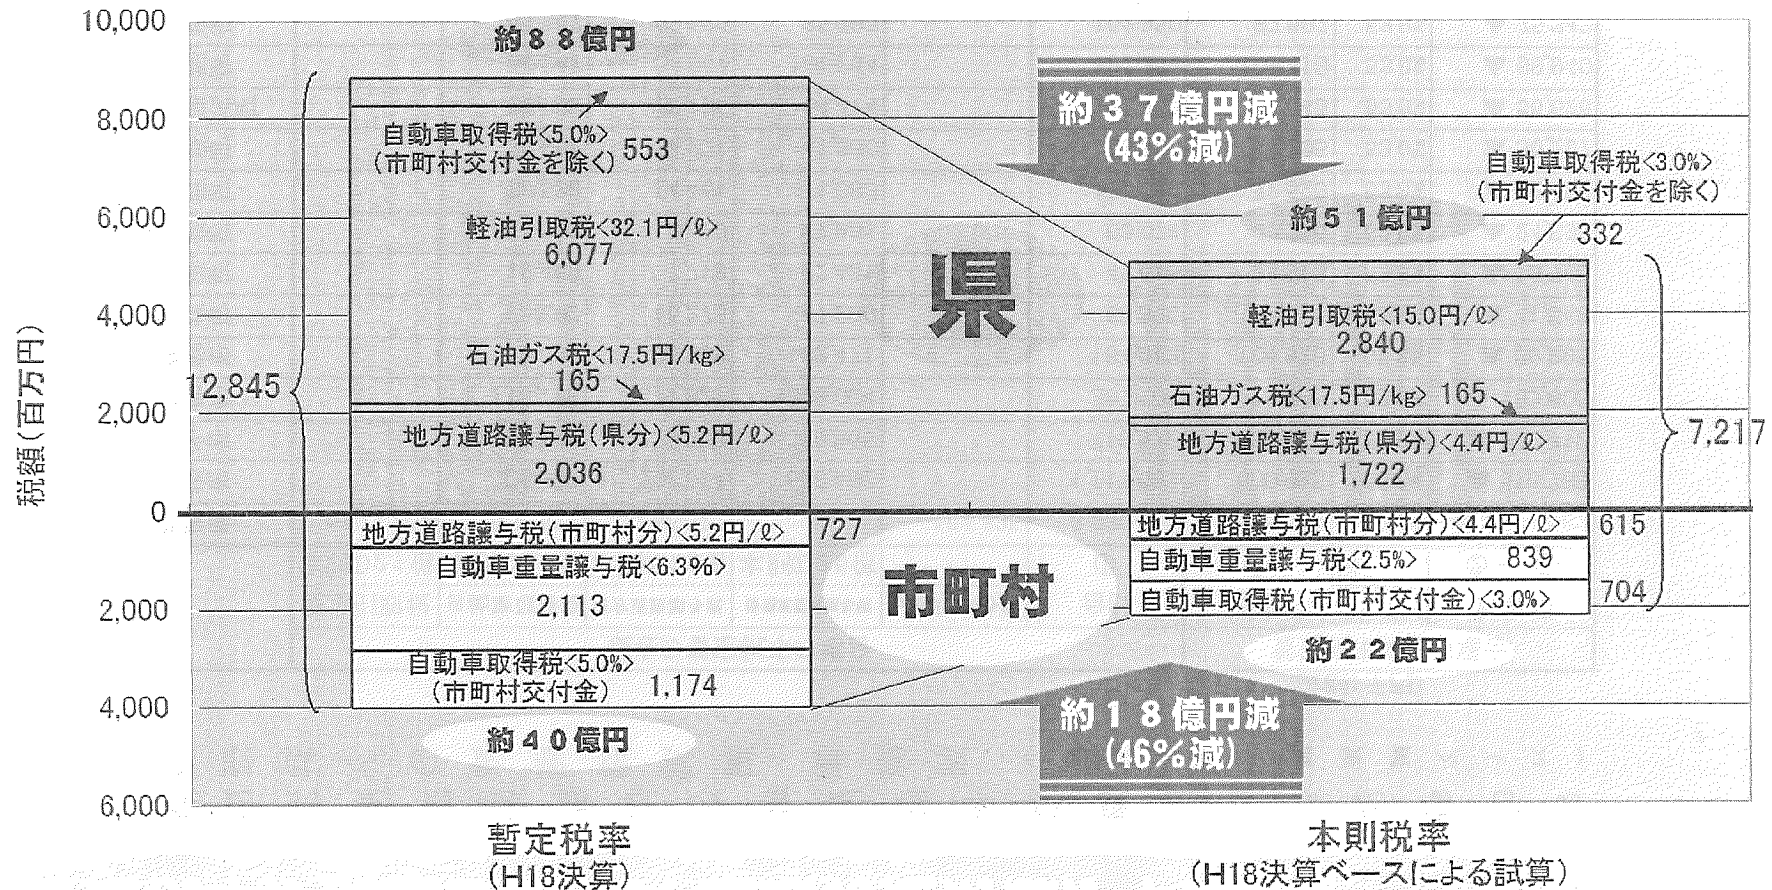 10,000
8,000
6,000
4,000
2,000
0
2,000
4,000
6,000
税額(百万円)
約88億円
12,845
自動車取得税<5.0%>
(市町村交付金を除く) 553
軽油引取税<32.1円/ℓ>
6,077
石油ガス税<17.5円/kg>
165
地方道路譲与税(県分)<5.2円/ℓ>
2,036
地方道路譲与税(市町村分)<5.2円/ℓ> 727
自動車重量譲与税<6.3%>
2,113
自動車取得税<5.0%>
(市町村交付金) 1,174
約40億円
県
市町村
約37億円減
(43%減)
約18億円減
(46%減)
自動車取得税<3.0%>
(市町村交付金を除く)
332
約51億円
軽油引取税<15.0円/ℓ>
2,840
石油ガス税<17.5円/kg> 165
地方道路譲与税(県分)<4.4円/ℓ>
1,722
7,217
地方道路譲与税(市町村分)<4.4円/ℓ> 615
自動車重量譲与税<2.5%> 839
自動車取得税(市町村交付金)<3.0%> 704
約22億円
暫定税率
(H18決算)
本則税率
(H18決算ベースによる試算)